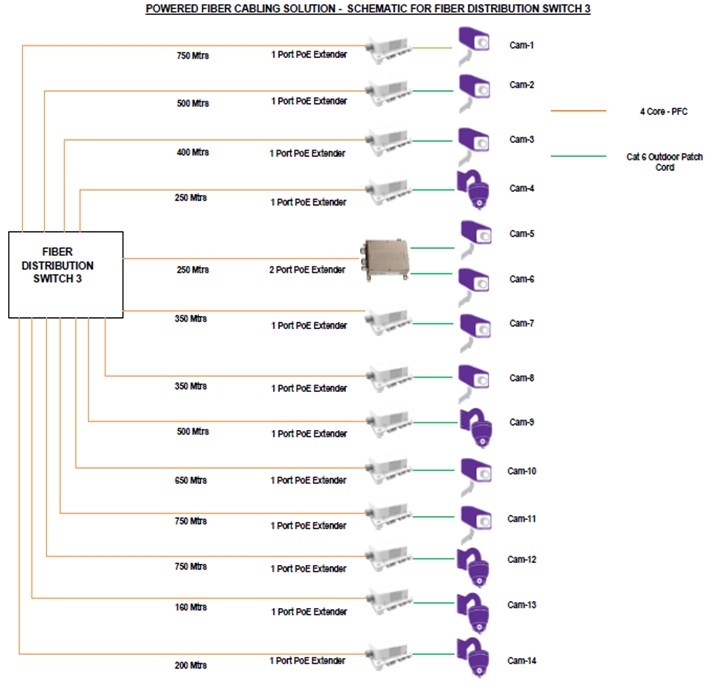 POWERED FIBER CABLING SOLUTION - SCHEMATIC FOR FIBER DISTRIBUTION SWITCH 3
750 Mtrs 1 Port PoE Extender Cam-1
500 Mtrs 1 Port PoE Extender Cam-2
4 Core - PFC
400 Mtrs 1 Port PoE Extender Cam-3
Cat 6 Outdoor Patch
Cord
250 Mtrs 1 Port PoE Extender Cam-4
FIBER
DISTRIBUTION
SWITCH 3
Cam-5
250 Mtrs 2 Port PoE Extender
Cam-6
350 Mtrs 1 Port PoE Extender Cam-7
350 Mtrs 1 Port PoE Extender Cam-8
500 Mtrs 1 Port PoE Extender Cam-9
650 Mtrs 1 Port PoE Extender Cam-10
750 Mtrs 1 Port PoE Extender Cam-11
750 Mtrs 1 Port PoE Extender Cam-12
160 Mtrs 1 Port PoE Extender Cam-13
200 Mtrs 1 Port PoE Extender Cam-14